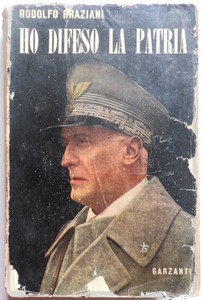 RODOLFO GRAZIANI
HO DIFESO LA PATRIA
GARZANTI